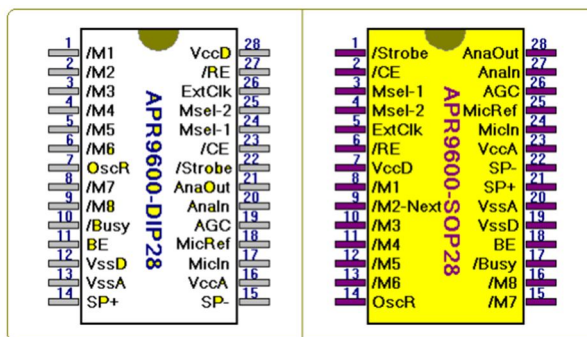 1 /M1 VccD 28
2 /M2 /RE 27
3 /M3 ExtClk 26
4 /M4 Msel-2 25
5 /M5 Msel-1 24
6 /M6 /CE 23
7 OscR /Strobe 22
8 /M7 AnaOut 21
9 /M8 AnaIn 20
10 /Busy AGC 19
11 BE MicRef 18
12 VssD MicIn 17
13 VssA VccA 16
14 SP+ SP- 15
APR9600-DIP28
1 /Strobe AnaOut 28
2 /CE AnaIn 27
3 Msel-1 AGC 26
4 Msel-2 MicRef 25
5 ExtClk MicIn 24
6 /RE VccA 23
7 VccD SP- 22
8 /M1 SP+ 21
9 /M2-Next VssA 20
10 /M3 VssD 19
11 /M4 BE 18
12 /M5 /Busy 17
13 /M6 /M8 16
14 OscR /M7 15
APR9600-SOP28